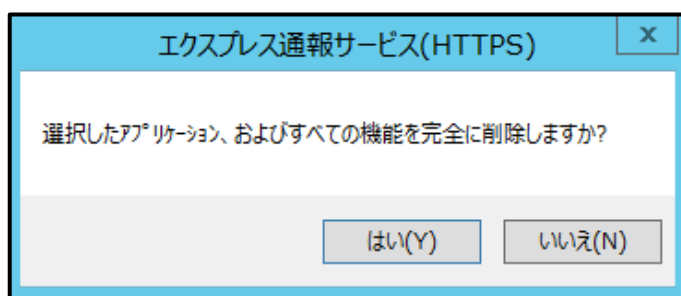 エクスプレス通報サービス(HTTPS)
x
選択したｱﾌﾟﾘｹｰｼｮﾝ、およびすべての機能を完全に削除しますか?
はい(Y)
いいえ(N)